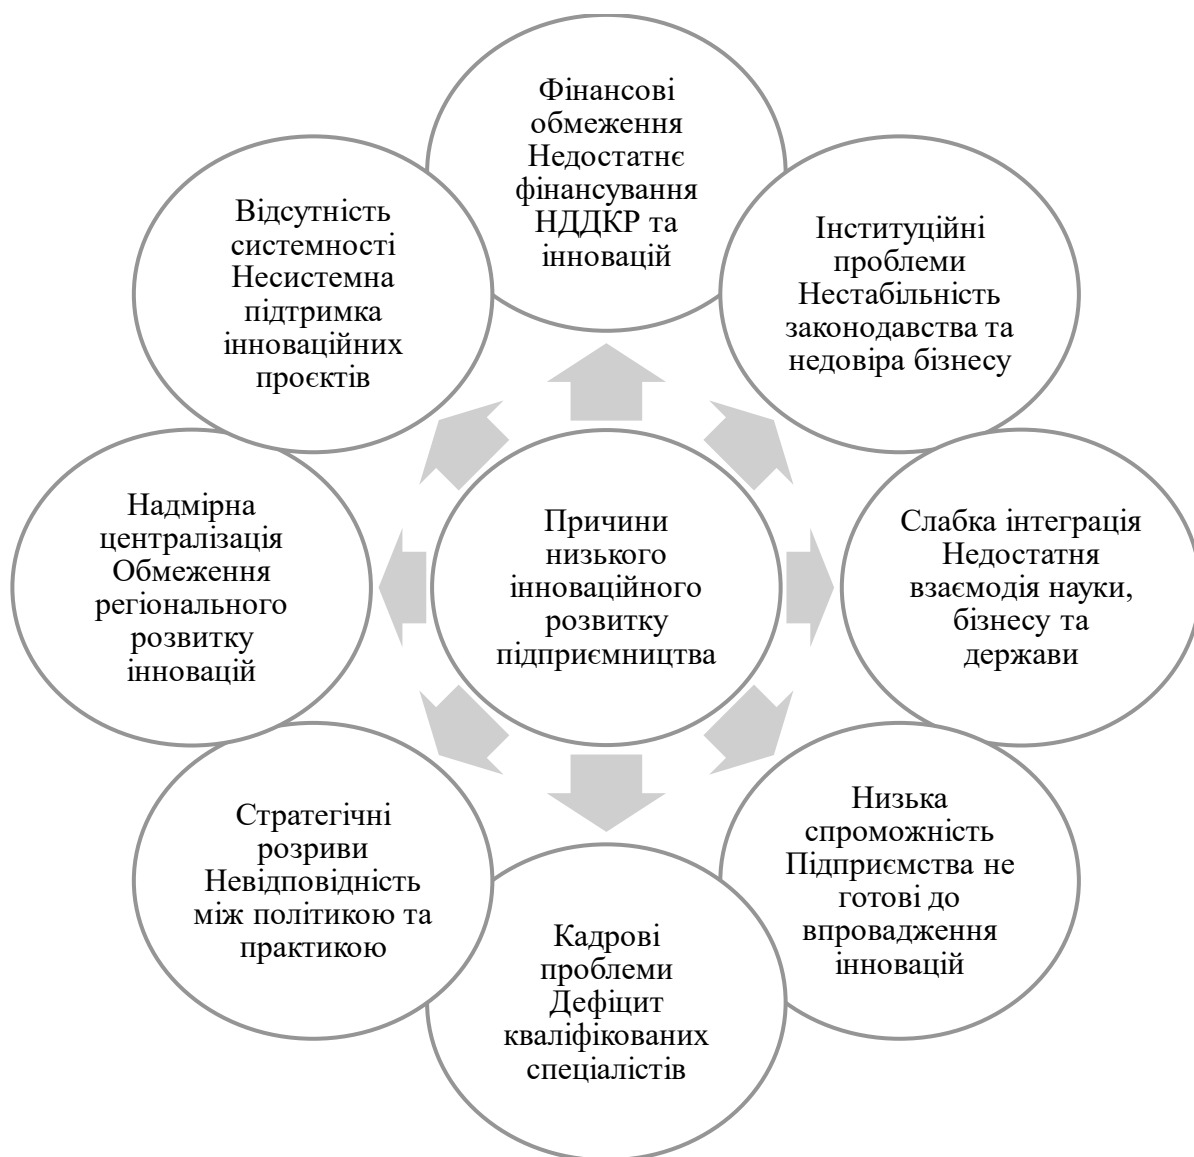 Фінансові
обмеження
Недостатнє
фінансування
НДДКР та
інновацій
Інституційні
проблеми
Нестабільність
законодавства та
недовіра бізнесу
Слабка інтеграція
Недостатня
взаємодія науки,
бізнесу та
держави
Низька
спроможність
Підприємства не
готові до
впровадження
інновацій
Кадрові
проблеми
Дефіцит
кваліфікованих
спеціалістів
Стратегічні
розриви
Невідповідність
між політикою та
практикою
Надмірна
централізація
Обмеження
регіонального
розвитку
інновацій
Відсутність
системності
Несистемна
підтримка
інноваційних
проєктів
Причини
низького
інноваційного
розвитку
підприємництва